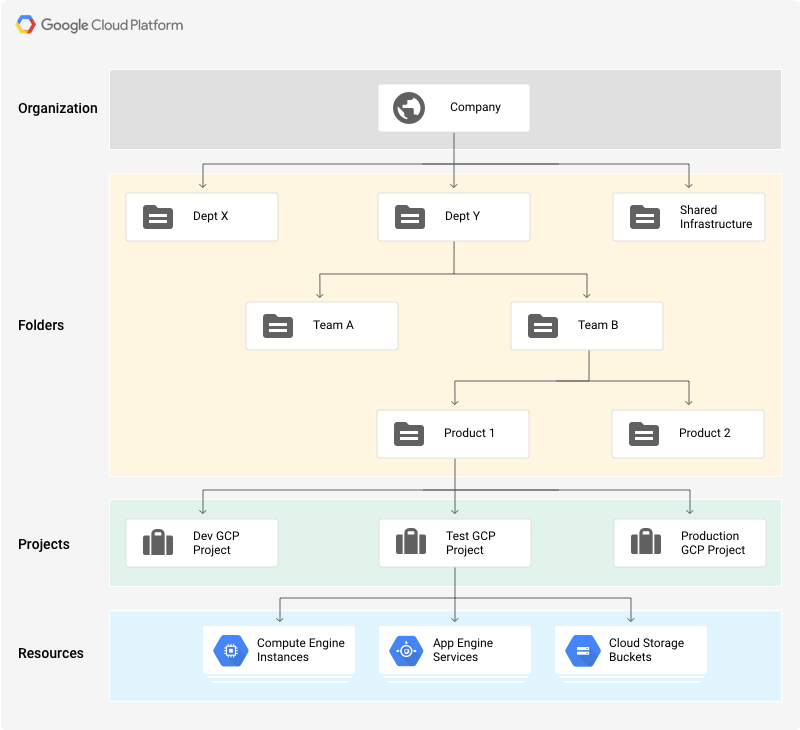 Google Cloud Platform
Organization
Company
Dept X
Dept Y
Shared
Infrastructure
Folders
Team A
Team B
Product 1
Product 2
Projects
Dev GCP
Project
Test GCP
Project
Production
GCP Project
Resources
Compute Engine
Instances
App Engine
Services
Cloud Storage
Buckets